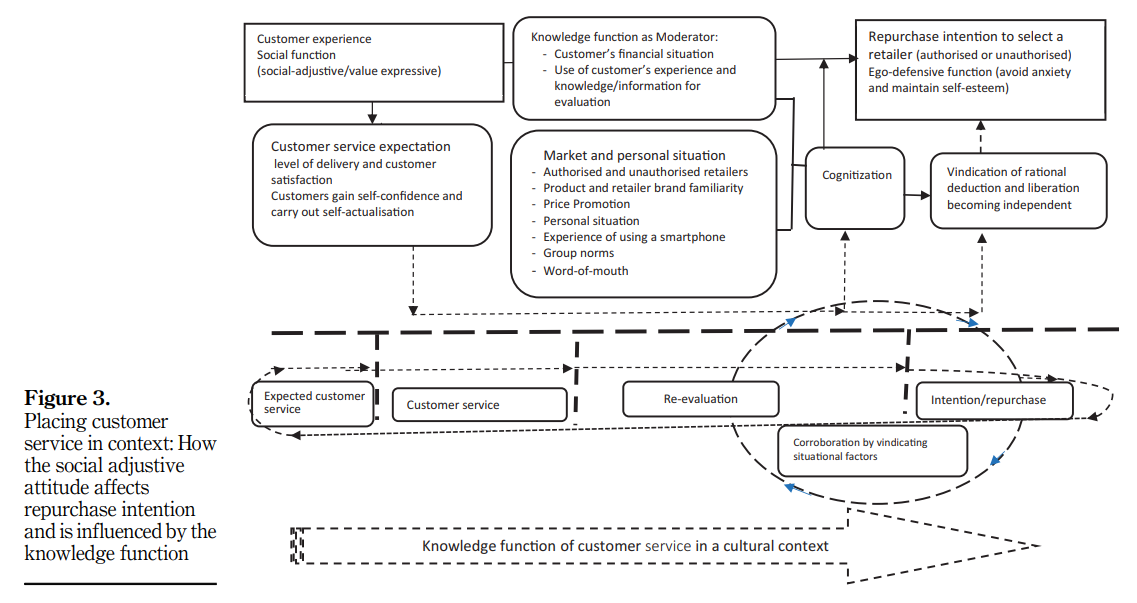 Customer experience
Social function
(social-adjustive/value expressive)
Knowledge function as Moderator:
- Customer's financial situation
- Use of customer's experience and
knowledge/information for
evaluation
Repurchase intention to select a
retailer (authorised or unauthorised)
Ego-defensive function (avoid anxiety
and maintain self-esteem)
Customer service expectation
level of delivery and customer
satisfaction
Customers gain self-confidence and
carry out self-actualisation
Market and personal situation
- Authorised and unauthorised retailers
- Product and retailer brand familiarity
- Price Promotion
- Personal situation
- Experience of using a smartphone
- Group norms
- Word-of-mouth
Cognitization
Vindication of rational
deduction and liberation
becoming independent
Expected customer
service
Customer service
Re-evaluation
Intention/repurchase
Corroboration by vindicating
situational factors
Knowledge function of customer service in a cultural context
Figure 3.
Placing customer
service in context: How
the social adjustive
attitude affects
repurchase intention
and is influenced by the
knowledge function